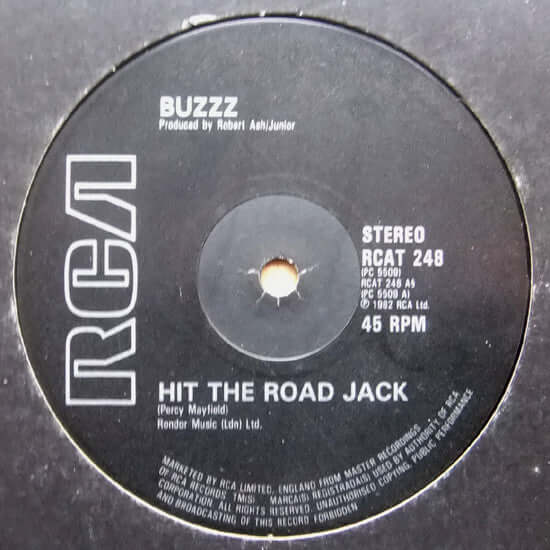 RCA
BUZZZ
Produced by Robert Ash/Junior
STEREO
RCAT 248
(PC 5509)
RCAT 248 A§
(PC 5509 A)
℗ 1982 RCA Ltd.
45 RPM
HIT THE ROAD JACK
(Percy Mayfield)
Rondor Music (Ldn) Ltd.
MARKETED BY RCA LIMITED, ENGLAND FROM MASTER RECORDINGS
OF RCA RECORDS TM(S) MARCA(S) REGISTRADA(S) USED BY AUTHORITY OF RCA
CORPORATION. ALL RIGHTS RESERVED. UNAUTHORISED COPYING, PUBLIC PERFORMANCE
AND BROADCASTING OF THIS RECORD FORBIDDEN